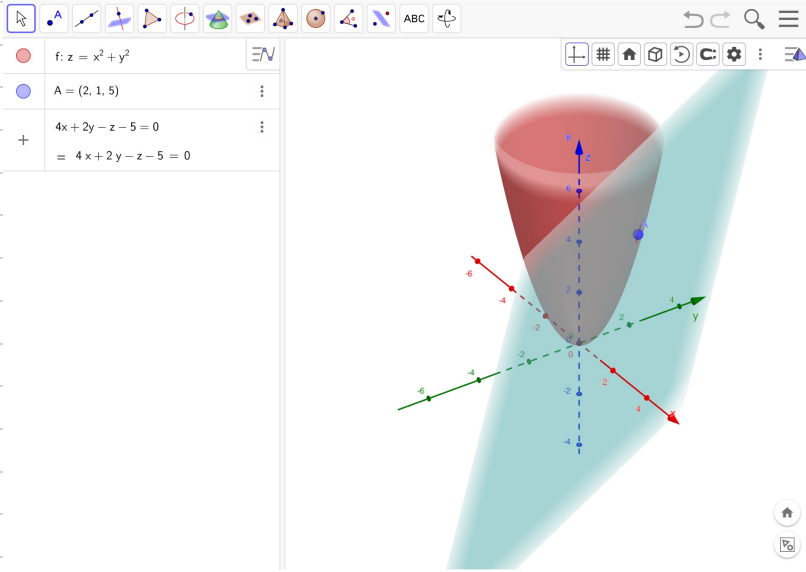 A
ABC
f: z = x² + y²
A = (2, 1, 5)
4x + 2y − z − 5 = 0
= 4 x + 2 y − z − 5 = 0
8
z
6
A
4
-6
2
-4
4
y
2
-2
0
-2
2
-4
-2
4
-6
x
-4